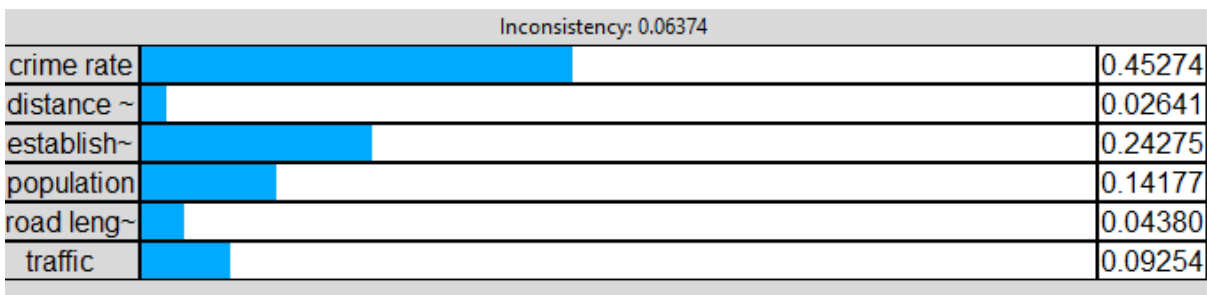 Inconsistency: 0.06374
crime rate 0.45274
distance ~ 0.02641
establish~ 0.24275
population 0.14177
road leng~ 0.04380
traffic 0.09254